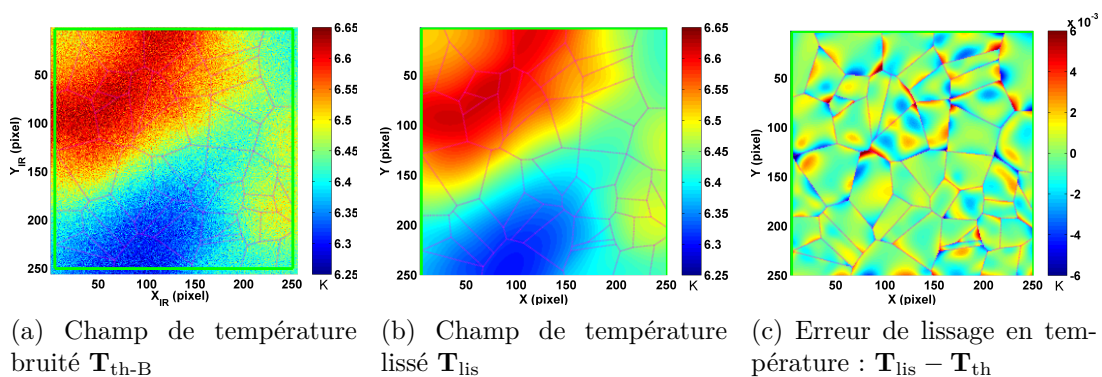 6.65
6.6
6.55
6.5
6.45
6.4
6.35
6.3
6.25
K
50
100
150
200
250
Y_IR (pixel)
50 100 150 200 250
X_IR (pixel)
6.65
6.6
6.55
6.5
6.45
6.4
6.35
6.3
6.25
K
50
100
150
200
250
Y (pixel)
50 100 150 200 250
X (pixel)
x 10^-3
6
4
2
0
-2
-4
-6
K
50
100
150
200
250
Y (pixel)
50 100 150 200 250
X (pixel)
(a) Champ de température
bruité T_th-B
(b) Champ de température
lissé T_lis
(c) Erreur de lissage en tem-
pérature : T_lis − T_th